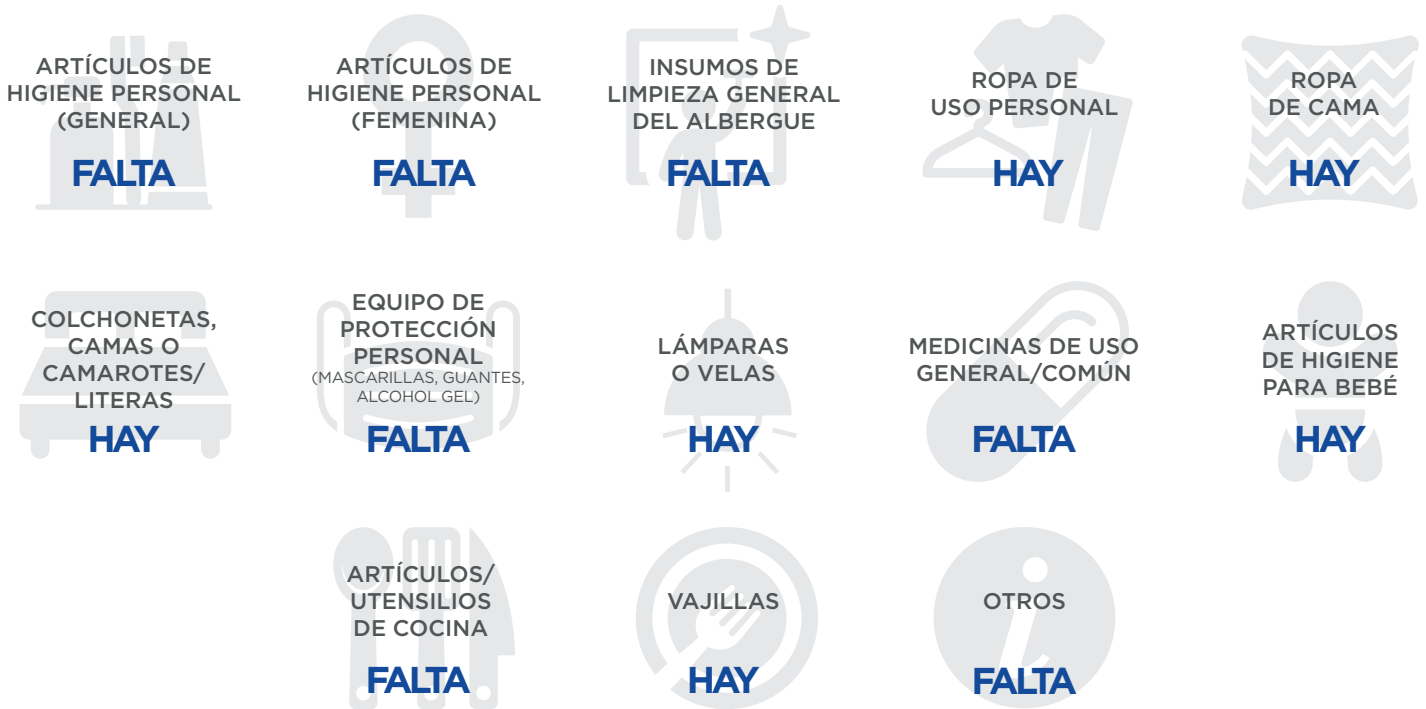 ARTÍCULOS DE
HIGIENE PERSONAL
(GENERAL)
FALTA
ARTÍCULOS DE
HIGIENE PERSONAL
(FEMENINA)
FALTA
INSUMOS DE
LIMPIEZA GENERAL
DEL ALBERGUE
FALTA
ROPA DE
USO PERSONAL
HAY
ROPA
DE CAMA
HAY
COLCHONETAS,
CAMAS O
CAMAROTES/
LITERAS
HAY
EQUIPO DE
PROTECCIÓN
PERSONAL
(MASCARILLAS, GUANTES,
ALCOHOL GEL)
FALTA
LÁMPARAS
O VELAS
HAY
MEDICINAS DE USO
GENERAL/COMÚN
FALTA
ARTÍCULOS
DE HIGIENE
PARA BEBÉ
HAY
ARTÍCULOS/
UTENSILIOS
DE COCINA
FALTA
VAJILLAS
HAY
OTROS
FALTA